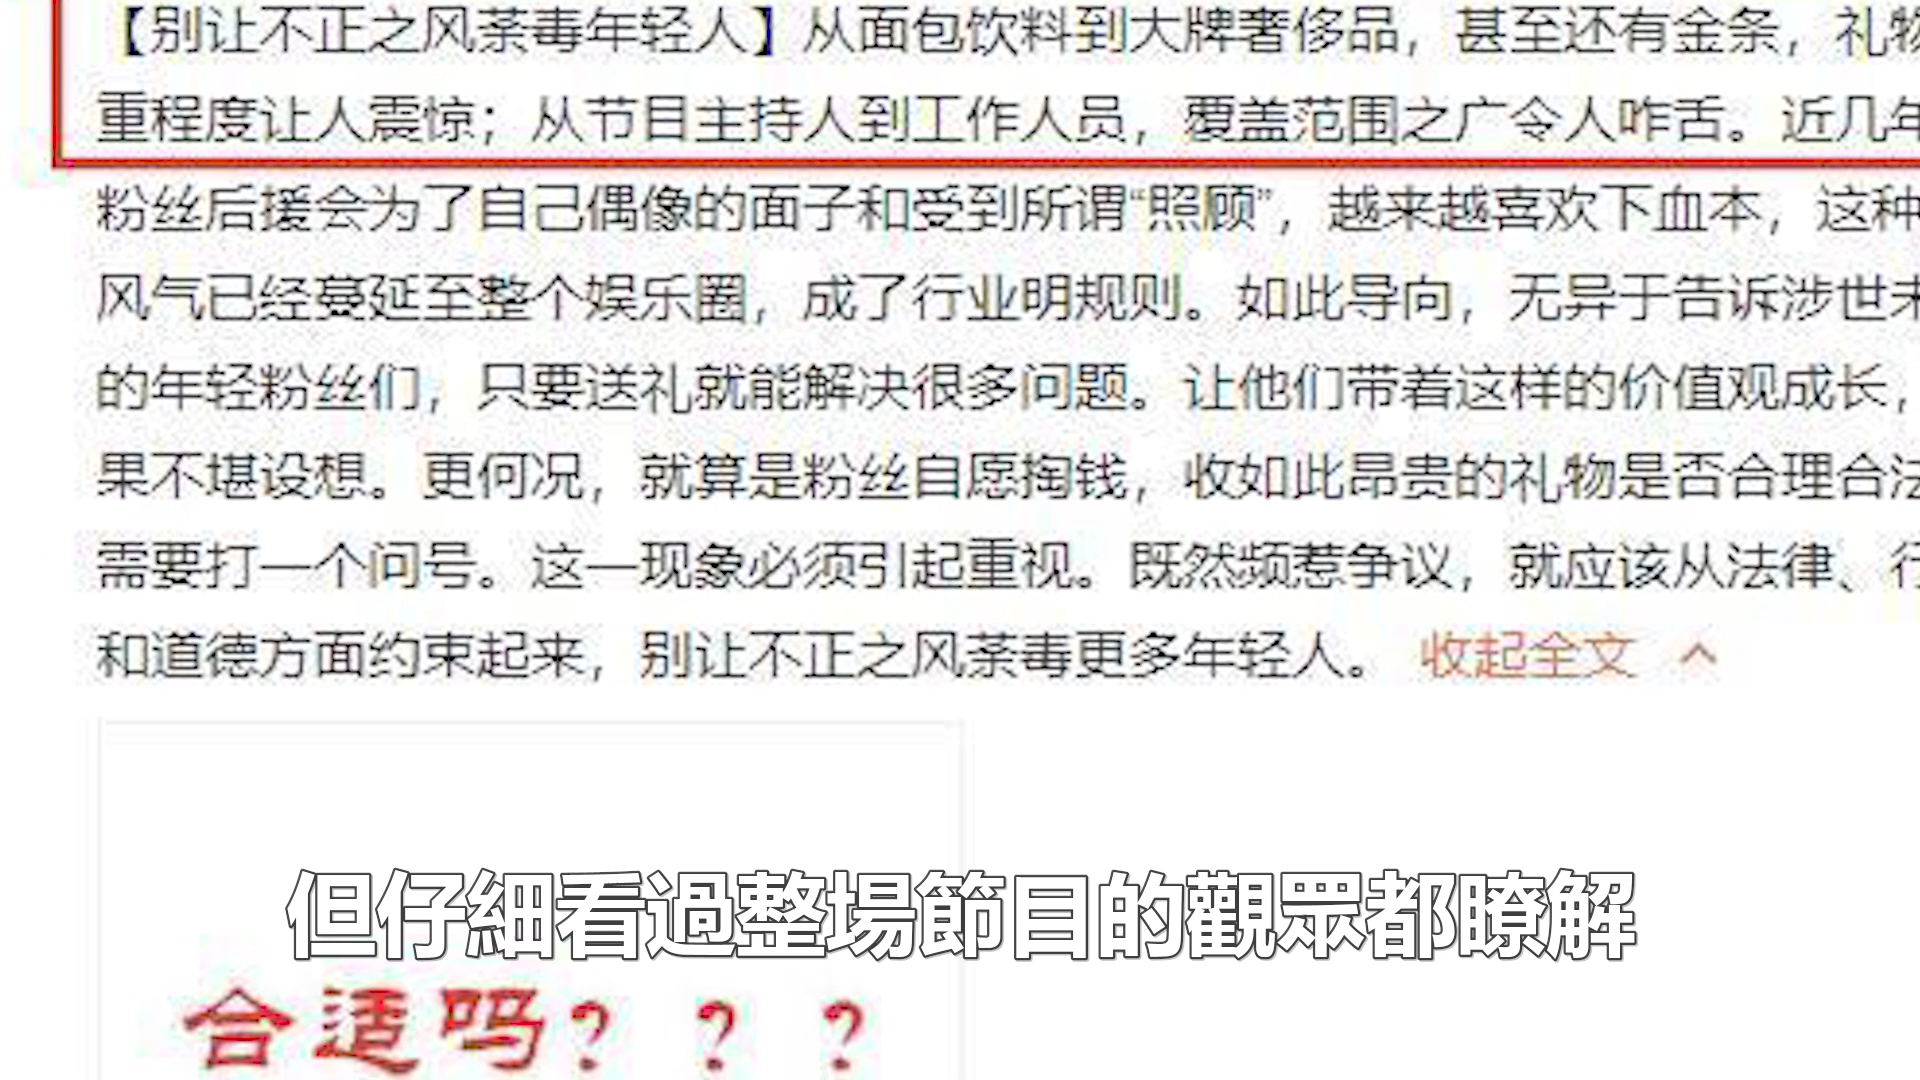 【别让不正之风荼毒年轻人】从面包饮料到大牌奢侈品，甚至还有金条，礼物
重程度让人震惊；从节目主持人到工作人员，覆盖范围之广令人咋舌。近几年
粉丝后援会为了自己偶像的面子和受到所谓“照顾”，越来越喜欢下血本，这种
风气已经蔓延至整个娱乐圈，成了行业明规则。如此导向，无异于告诉涉世未
的年轻粉丝们，只要送礼就能解决很多问题。让他们带着这样的价值观成长，
果不堪设想。更何况，就算是粉丝自愿掏钱，收如此昂贵的礼物是否合理合法
需要打一个问号。这一现象必须引起重视。既然频惹争议，就应该从法律、行
和道德方面约束起来，别让不正之风荼毒更多年轻人。 收起全文 ^
但仔細看過整場節目的觀眾都瞭解
合适吗？？？